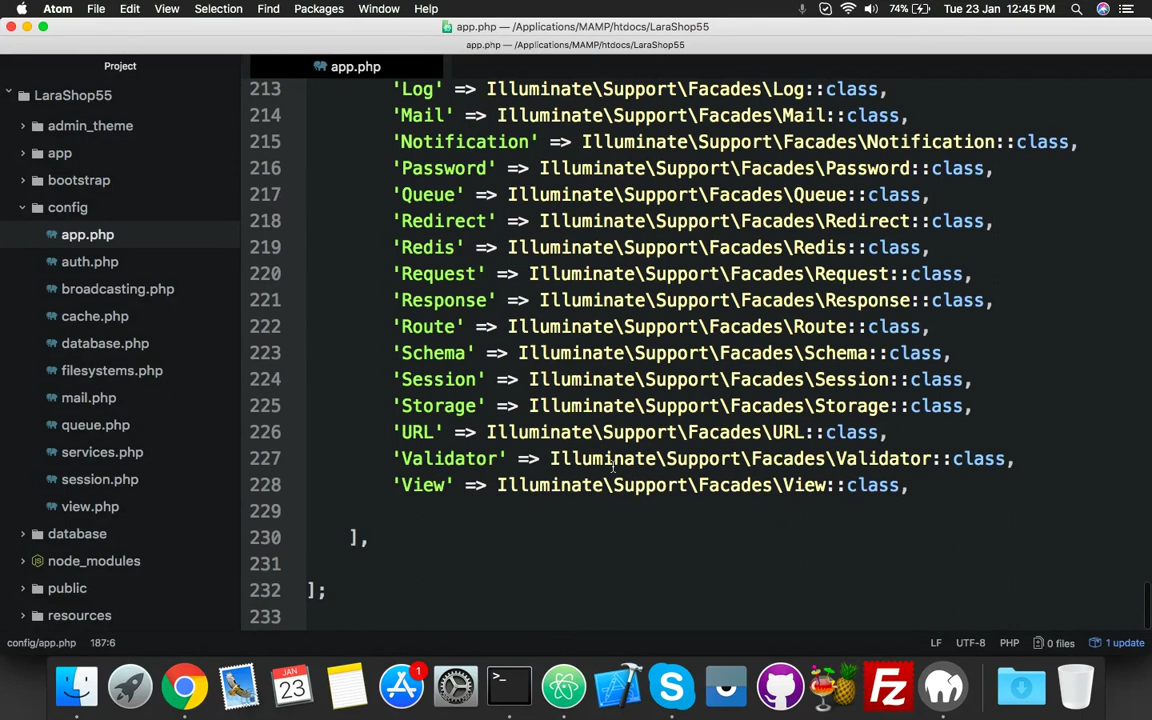 Atom File Edit View Selection Find Packages Window Help 74% Tue 23 Jan 12:45 PM
app.php — /Applications/MAMP/htdocs/LaraShop55
app.php — /Applications/MAMP/htdocs/LaraShop55
Project
LaraShop55
admin_theme
app
bootstrap
config
app.php
auth.php
broadcasting.php
cache.php
database.php
filesystems.php
mail.php
queue.php
services.php
session.php
view.php
database
node_modules
public
resources
app.php
213 'Log' => Illuminate\Support\Facades\Log::class,
214 'Mail' => Illuminate\Support\Facades\Mail::class,
215 'Notification' => Illuminate\Support\Facades\Notification::class,
216 'Password' => Illuminate\Support\Facades\Password::class,
217 'Queue' => Illuminate\Support\Facades\Queue::class,
218 'Redirect' => Illuminate\Support\Facades\Redirect::class,
219 'Redis' => Illuminate\Support\Facades\Redis::class,
220 'Request' => Illuminate\Support\Facades\Request::class,
221 'Response' => Illuminate\Support\Facades\Response::class,
222 'Route' => Illuminate\Support\Facades\Route::class,
223 'Schema' => Illuminate\Support\Facades\Schema::class,
224 'Session' => Illuminate\Support\Facades\Session::class,
225 'Storage' => Illuminate\Support\Facades\Storage::class,
226 'URL' => Illuminate\Support\Facades\URL::class,
227 'Validator' => Illuminate\Support\Facades\Validator::class,
228 'View' => Illuminate\Support\Facades\View::class,
229
230 ],
231
232 ];
233
config/app.php 187:6 LF UTF-8 PHP 0 files 1 update
JAN
23
1
>_
S
Fz